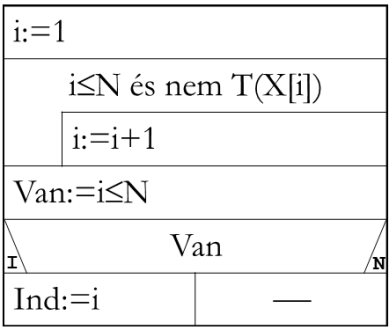 i:=1
i≤N és nem T(X[i])
i:=i+1
Van:=i≤N
Van
I
N
Ind:=i
—